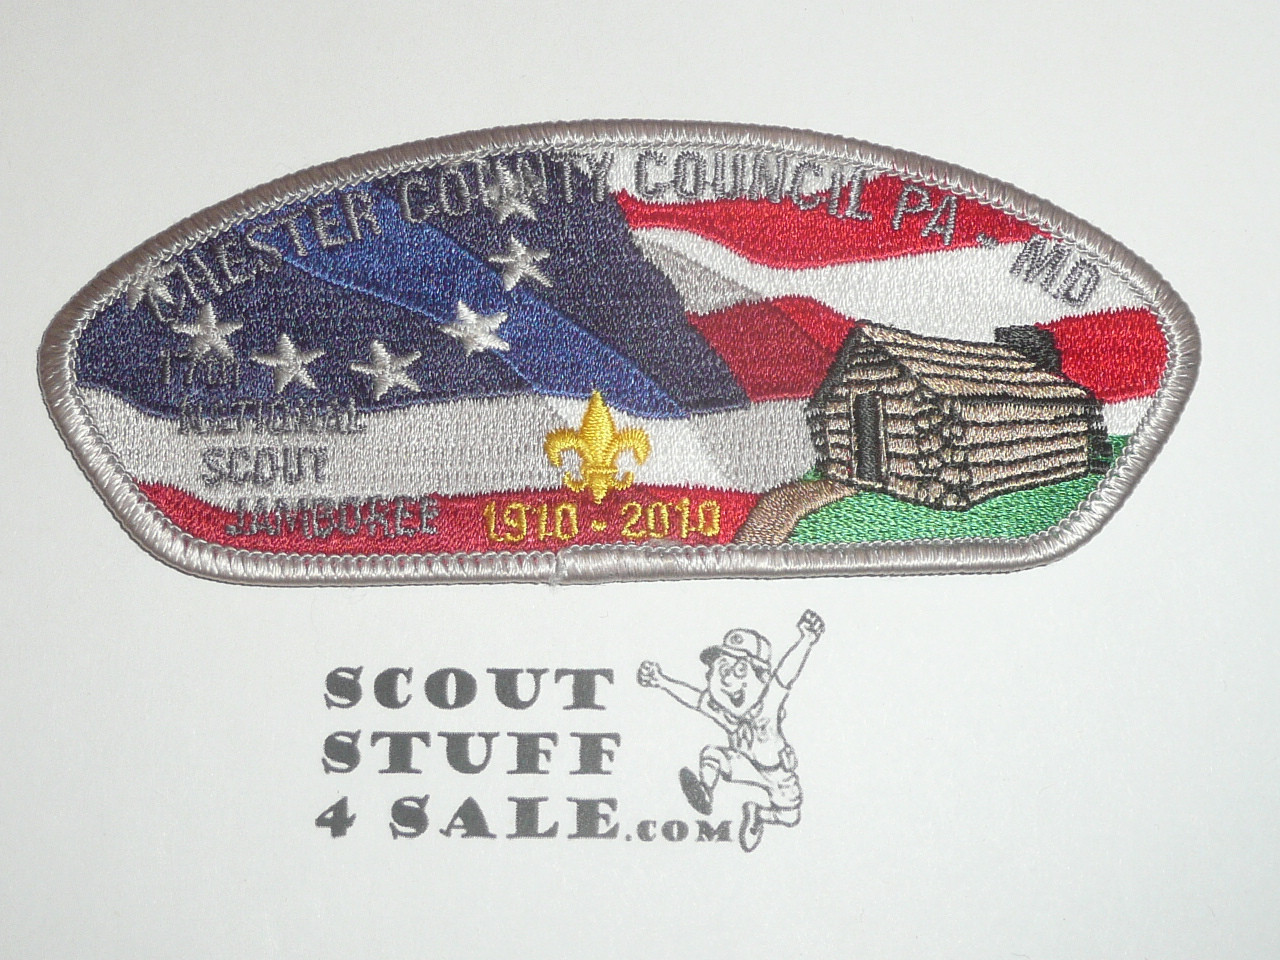 CHESTER COUNTY COUNCIL PA - MD
17TH
NATIONAL
SCOUT
JAMBOREE
1910 - 2010
SCOUT
STUFF
4 SALE.COM